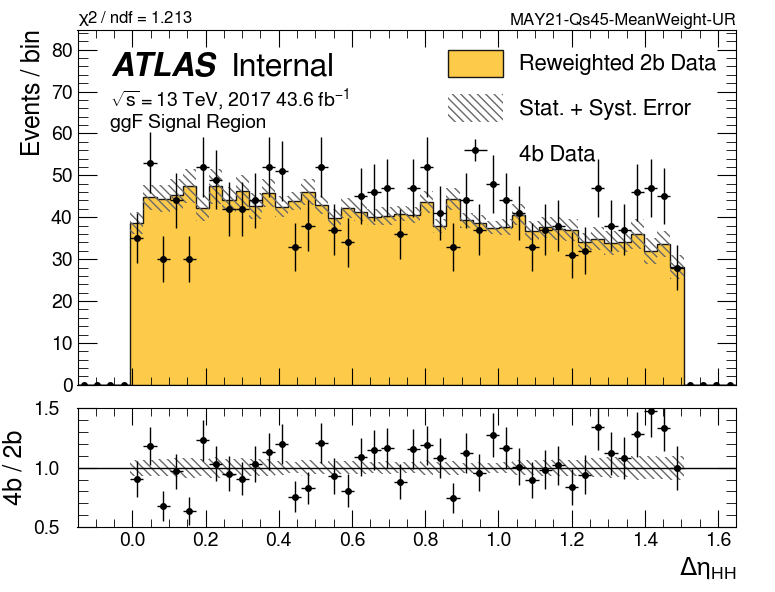 χ2 / ndf = 1.213
MAY21-Qs45-MeanWeight-UR
ATLAS Internal
√s = 13 TeV, 2017 43.6 fb⁻¹
ggF Signal Region
Reweighted 2b Data
Stat. + Syst. Error
4b Data
Events / bin
80
70
60
50
40
30
20
10
0
4b / 2b
1.5
1.0
0.5
0.0 0.2 0.4 0.6 0.8 1.0 1.2 1.4 1.6
ΔηHH